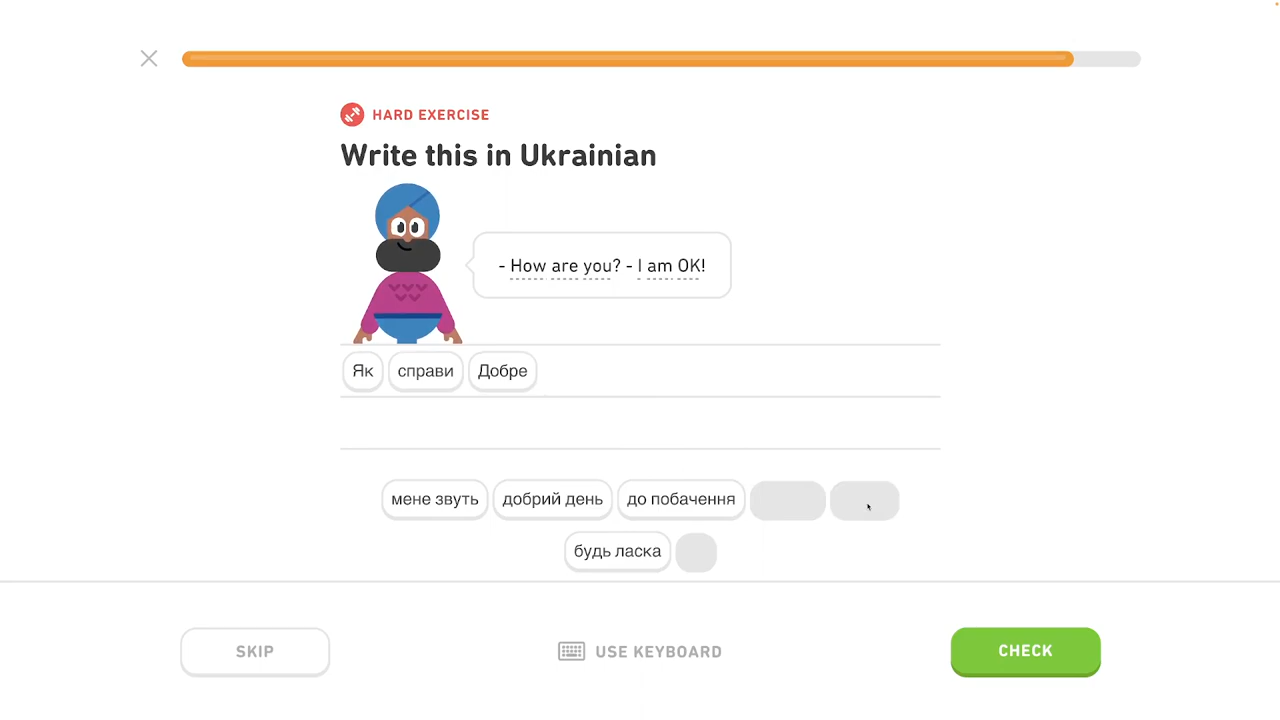 HARD EXERCISE
Write this in Ukrainian
- How are you? - I am OK!
Як справи Добре
мене звуть добрий день до побачення
будь ласка
SKIP USE KEYBOARD CHECK